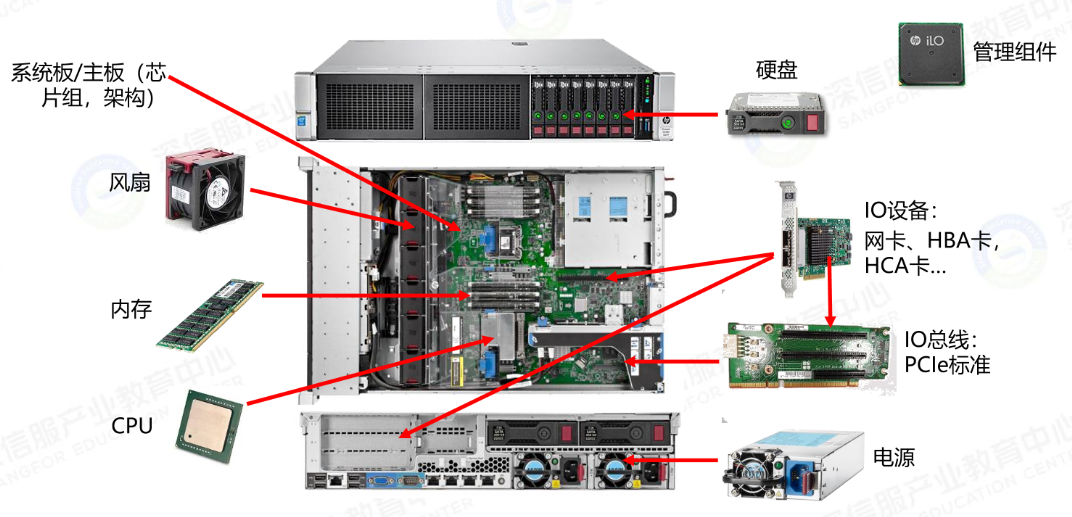 系统板/主板（芯
片组，架构）
硬盘
hp iLO
管理组件
风扇
IO设备：
网卡、HBA卡，
HCA卡...
内存
IO总线：
PCIe标准
CPU
电源
深信服产业教育中心
SANGFOR EDUCATION CENTER